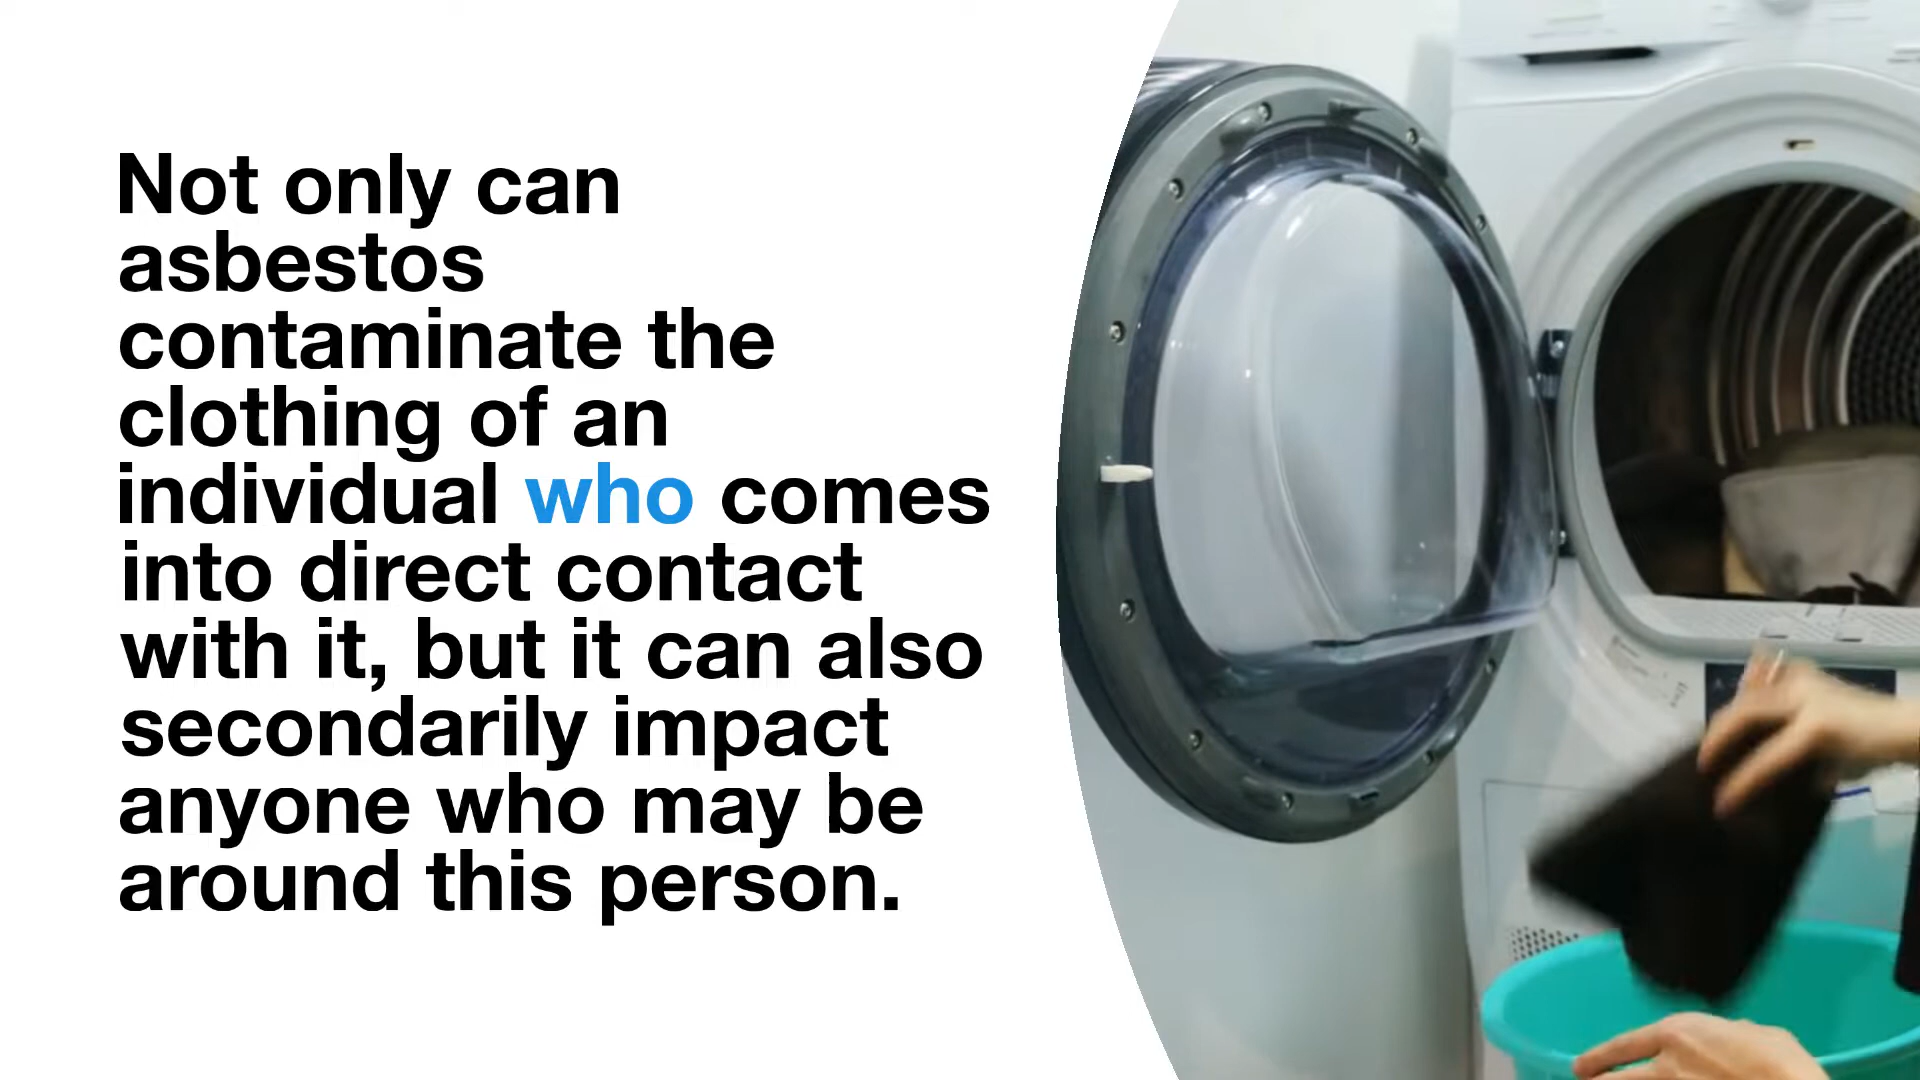 Not only can
asbestos
contaminate the
clothing of an
individual who comes
into direct contact
with it, but it can also
secondarily impact
anyone who may be
around this person.